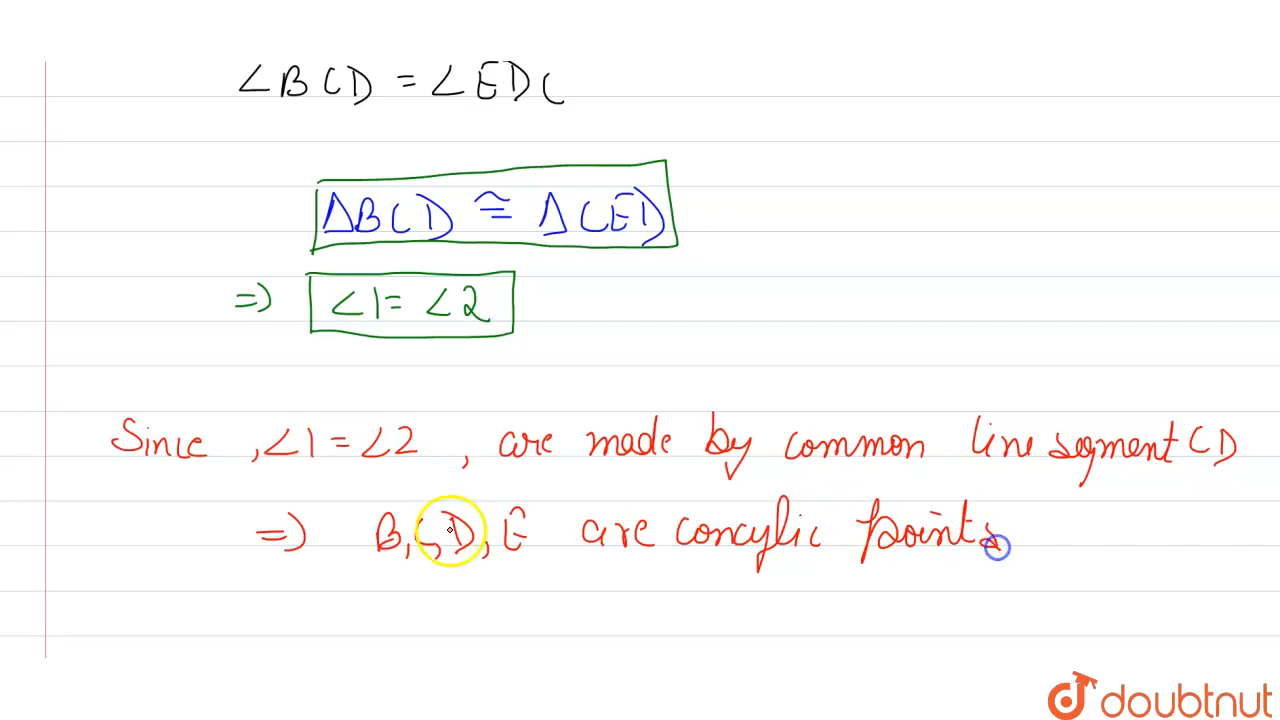 ∠BCD = ∠EDC
ΔBCD ≅ ΔCED
=> ∠1 = ∠2
Since , ∠1 = ∠2 , are made by common line segment CD
=> B, C, D, E are concylic points
doubtnut